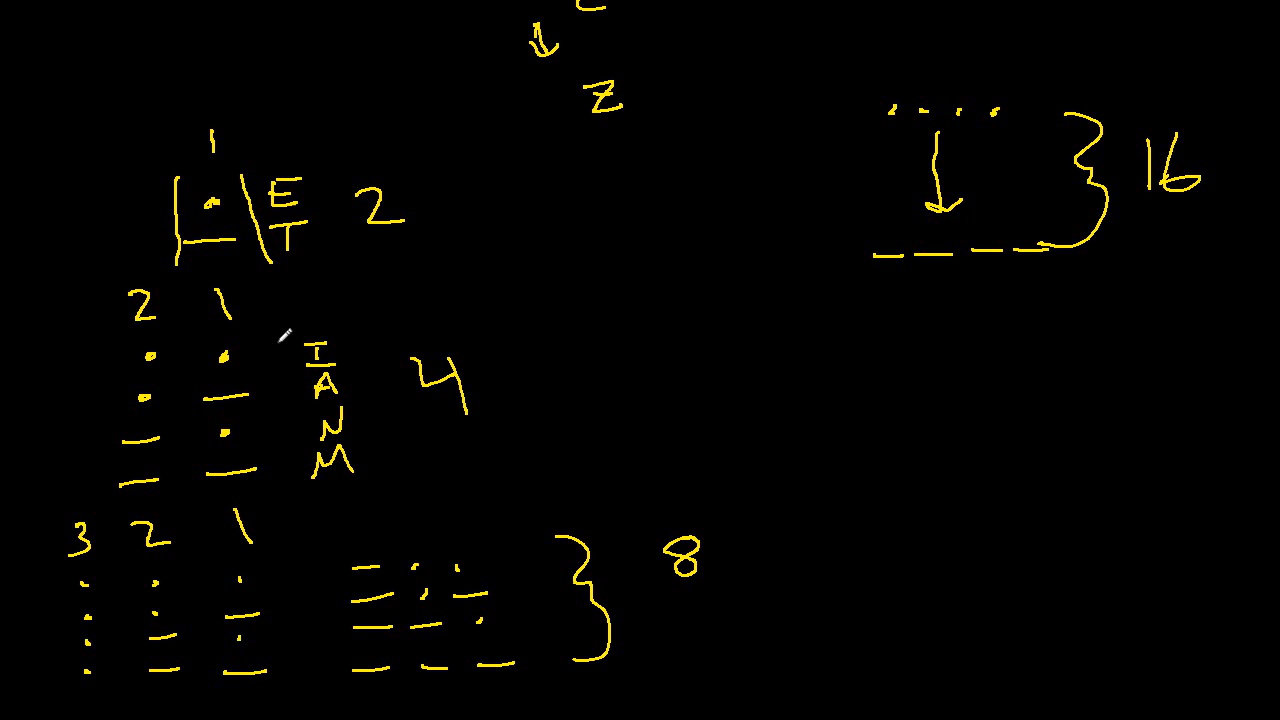 Z
1
· E 2
— T
16
· · · ·
— — — —
2 1
· · I
· — A 4
— · N
— — M
3 2 1
8
· · · — · ·
· · — — · —
· — · — — ·
· — — — — —